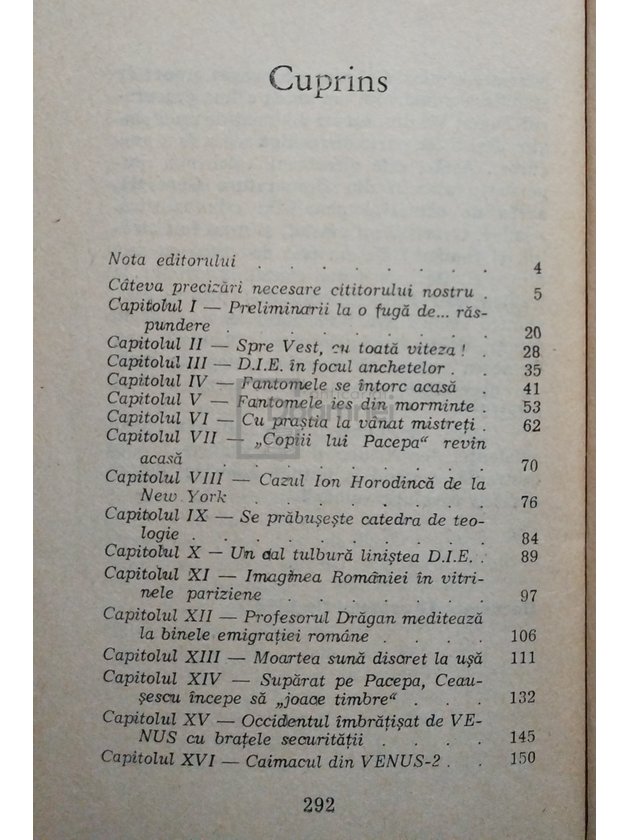 Cuprins
Nota editorului . . . . . . . . 4
Câteva precizări necesare cititorului nostru . 5
Capitolul I — Preliminarii la o fugă de... răs-
pundere . . . . . . . . . 20
Capitolul II — Spre Vest, cu toată viteza! . 28
Capitolul III — D.I.E. în focul anchetelor . . 35
Capitolul IV — Fantomele se întorc acasă . 41
Capitolul V — Fantomele ies din morminte . 53
Capitolul VI — Cu praștia la vânat mistreți . 62
Capitolul VII — „Copiii lui Pacepa“ revin
acasă . . . . . . . . . 70
Capitolul VIII — Cazul Ion Horodincă de la
New York . . . . . . . . 76
Capitolul IX — Se prăbușește catedra de teo-
logie . . . . . . . . . . 84
Capitolul X — Un dal tulbură liniștea D.I.E. . 89
Capitolul XI — Imaginea României în vitri-
nele pariziene . . . . . . . 97
Capitolul XII — Profesorul Drăgan meditează
la binele emigrației române . . . . 106
Capitolul XIII — Moartea sună discret la ușă 111
Capitolul XIV — Supărat pe Pacepa, Ceau-
șescu începe să „joace timbre“ . . . 132
Capitolul XV — Occidentul îmbrățișat de VE-
NUS cu brațele securității . . . . 145
Capitolul XVI — Caimacul din VENUS-2 . . 150
292